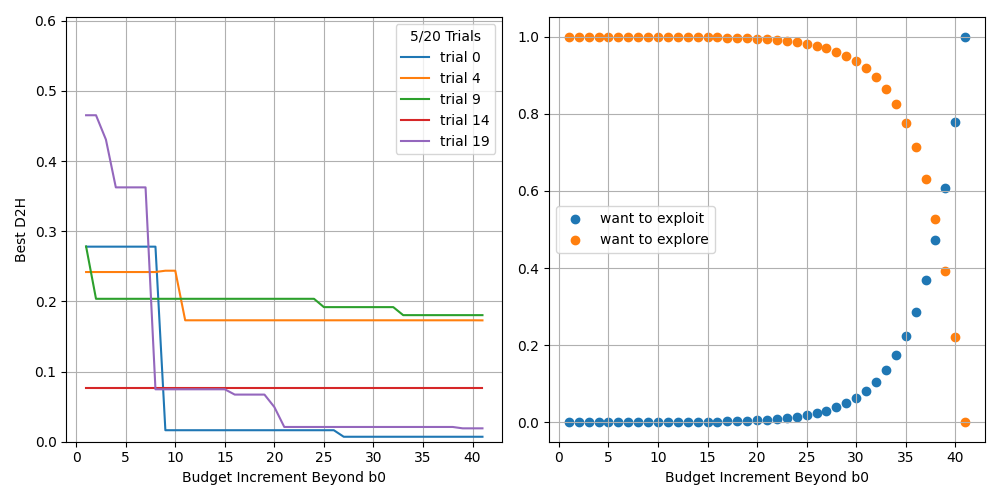 0.6
0.5
0.4
0.3
0.2
0.1
0.0
Best D2H
5/20 Trials
trial 0
trial 4
trial 9
trial 14
trial 19
0 5 10 15 20 25 30 35 40
Budget Increment Beyond b0
1.0
0.8
0.6
0.4
0.2
0.0
want to exploit
want to explore
0 5 10 15 20 25 30 35 40
Budget Increment Beyond b0